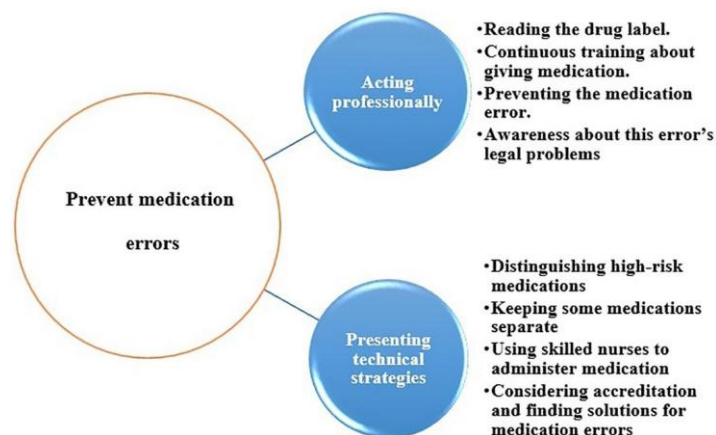 Prevent medication
errors
Acting
professionally
•Reading the drug label.
•Continuous training about
giving medication.
•Preventing the medication
error.
•Awareness about this error's
legal problems
Presenting
technical
strategies
•Distinguishing high-risk
medications
•Keeping some medications
separate
•Using skilled nurses to
administer medication
•Considering accreditation
and finding solutions for
medication errors